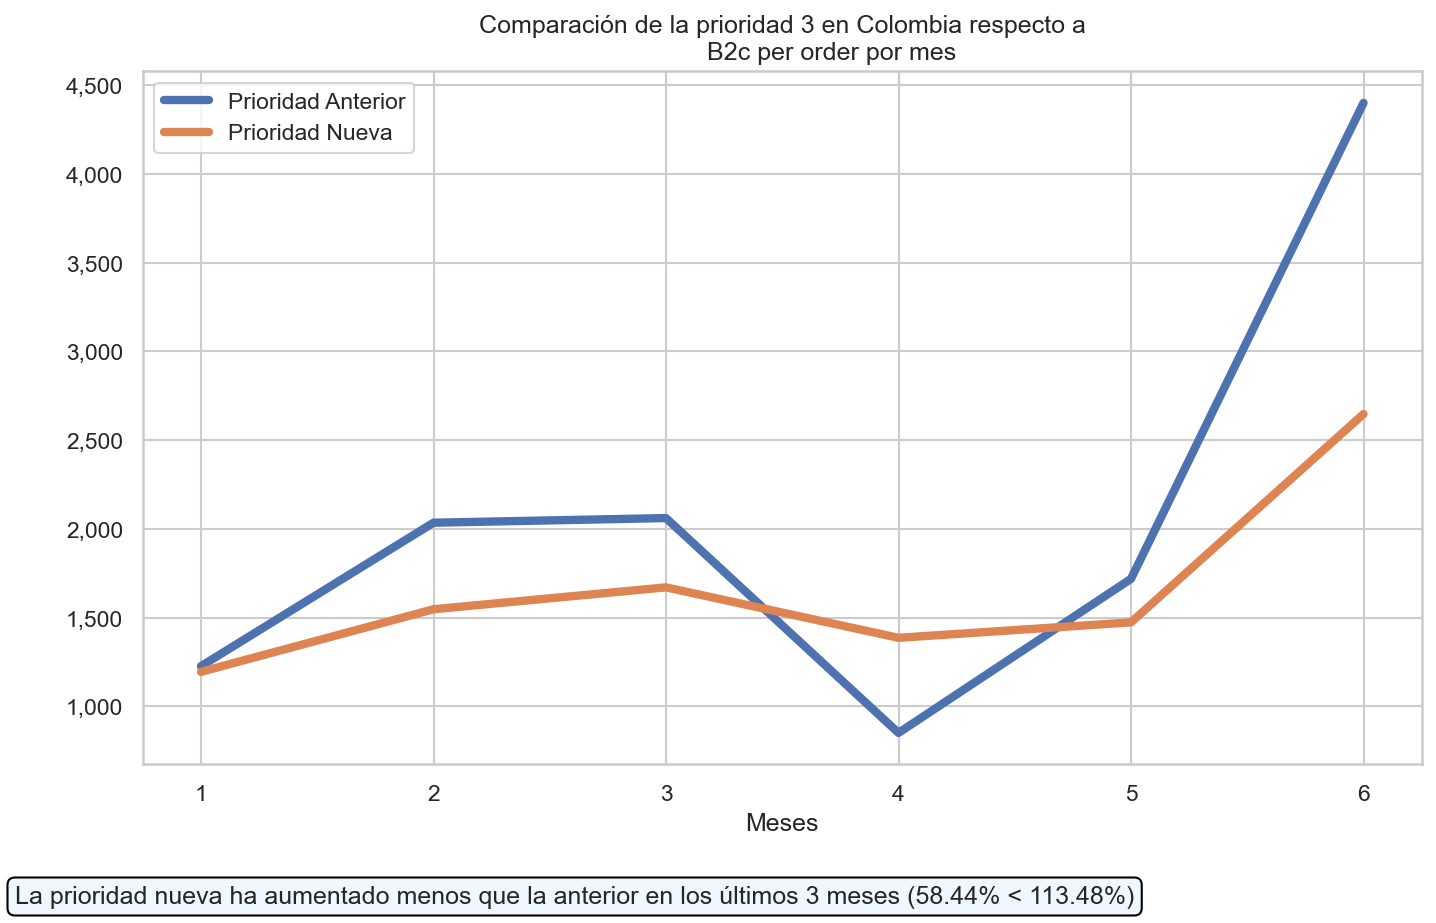 Comparación de la prioridad 3 en Colombia respecto a
B2c per order por mes
4,500
4,000
3,500
3,000
2,500
2,000
1,500
1,000
Prioridad Anterior
Prioridad Nueva
1 2 3 4 5 6
Meses
La prioridad nueva ha aumentado menos que la anterior en los últimos 3 meses (58.44% < 113.48%)